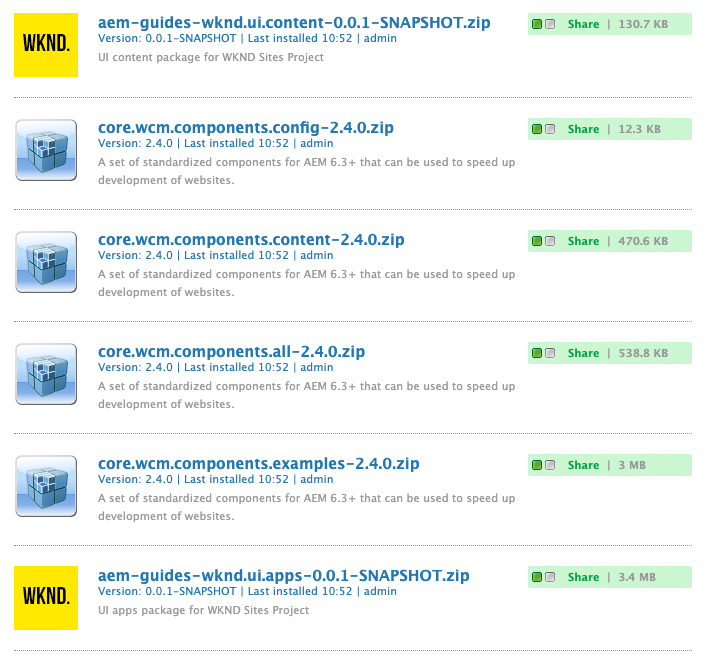 WKND.
aem-guides-wknd.ui.content-0.0.1-SNAPSHOT.zip
Version: 0.0.1-SNAPSHOT | Last installed 10:52 | admin
UI content package for WKND Sites Project
Share | 130.7 KB
core.wcm.components.config-2.4.0.zip
Version: 2.4.0 | Last installed 10:52 | admin
A set of standardized components for AEM 6.3+ that can be used to speed up
development of websites.
Share | 12.3 KB
core.wcm.components.content-2.4.0.zip
Version: 2.4.0 | Last installed 10:52 | admin
A set of standardized components for AEM 6.3+ that can be used to speed up
development of websites.
Share | 470.6 KB
core.wcm.components.all-2.4.0.zip
Version: 2.4.0 | Last installed 10:52 | admin
A set of standardized components for AEM 6.3+ that can be used to speed up
development of websites.
Share | 538.8 KB
core.wcm.components.examples-2.4.0.zip
Version: 2.4.0 | Last installed 10:52 | admin
A set of standardized components for AEM 6.3+ that can be used to speed up
development of websites.
Share | 3 MB
WKND.
aem-guides-wknd.ui.apps-0.0.1-SNAPSHOT.zip
Version: 0.0.1-SNAPSHOT | Last installed 10:52 | admin
UI apps package for WKND Sites Project
Share | 3.4 MB